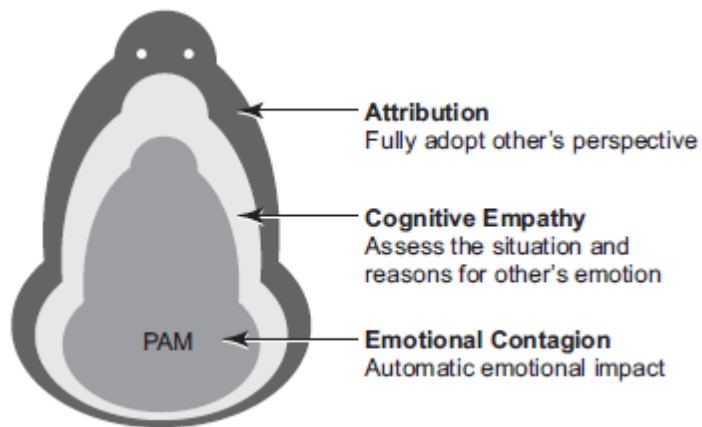 Attribution
Fully adopt other's perspective
Cognitive Empathy
Assess the situation and
reasons for other's emotion
PAM
Emotional Contagion
Automatic emotional impact